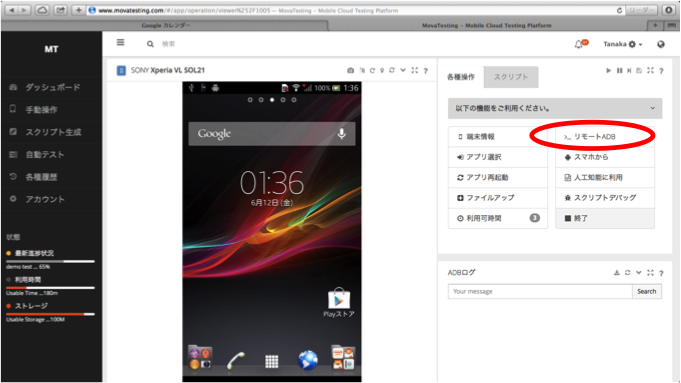 www.movatesting.com/#/app/operation/viewer%252F1005 — MovaTesting - Mobile Cloud Testing Platform
リーダー
Google カレンダー
MovaTesting - Mobile Cloud Testing Platform
MT
検索
Tanaka
ダッシュボード
手動操作
スクリプト生成
自動テスト
各種履歴
アカウント
状態
最新進捗状況
demo test ... 65%
利用時間
Usable Time ...180m
ストレージ
Usable Storage ...100M
SONY Xperia VL SOL21
100% 1:36
Google
01:36
6月12日 (金)
Playストア
各種操作
スクリプト
以下の機能をご利用ください。
端末情報
リモートADB
アプリ選択
スマホから
アプリ再起動
人工知能に利用
ファイルアップ
スクリプトデバッグ
利用可時間 3
終了
ADBログ
Your message
Search